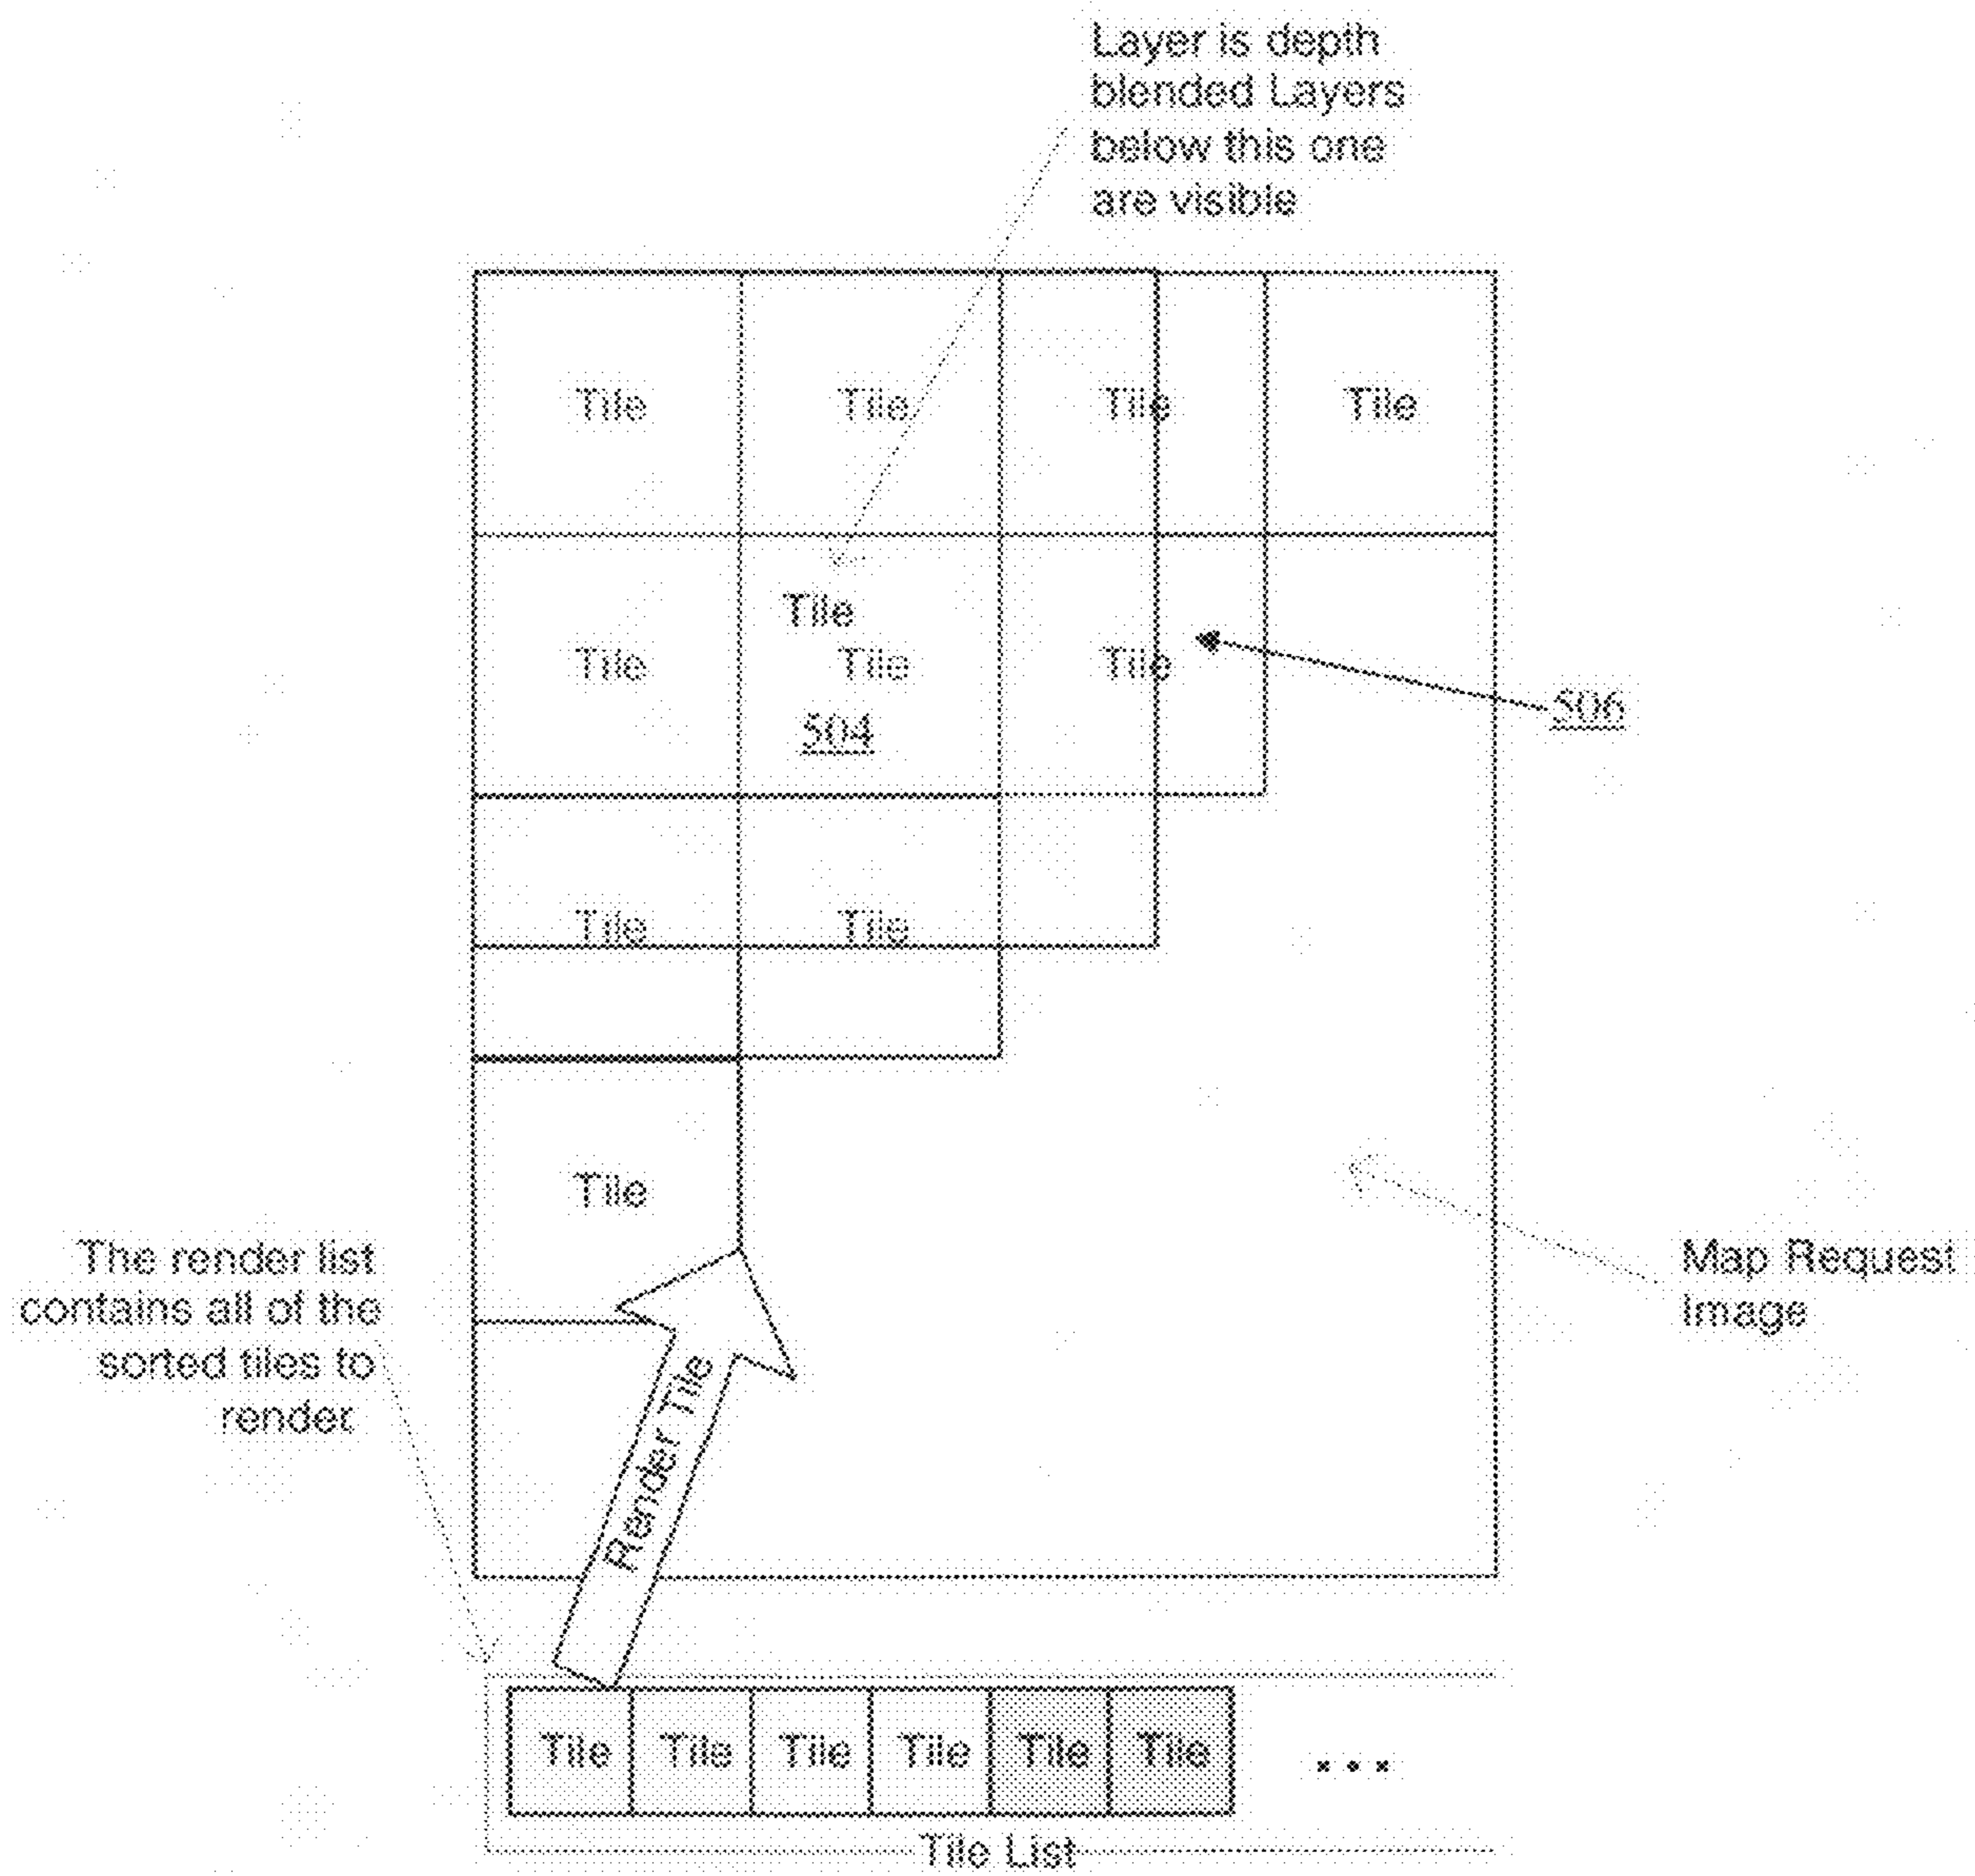 Layer is depth
blended Layers
below this one
are visible
Tile Tile Tile Tile
Tile
Tile Tile Tile
504
506
Tile Tile
Tile
The render list
contains all of the
sorted tiles to
render
Map Request
Image
Render Tile
Tile Tile Tile Tile Tile Tile ...
Tile List